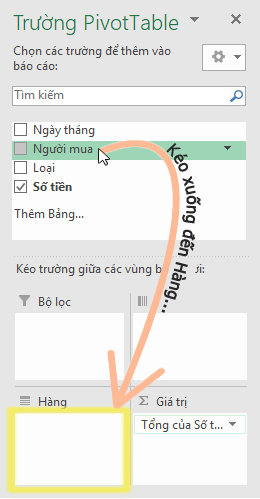 Trường PivotTable
Chọn các trường để thêm vào
báo cáo:
Tìm kiếm
Ngày tháng
Người mua
Loại
Số tiền
Thêm Bảng...
Kéo xuống đến Hàng...
Kéo trường giữa các vùng b ơi:
Bộ lọc
Hàng
Giá trị
Tổng của Số t...